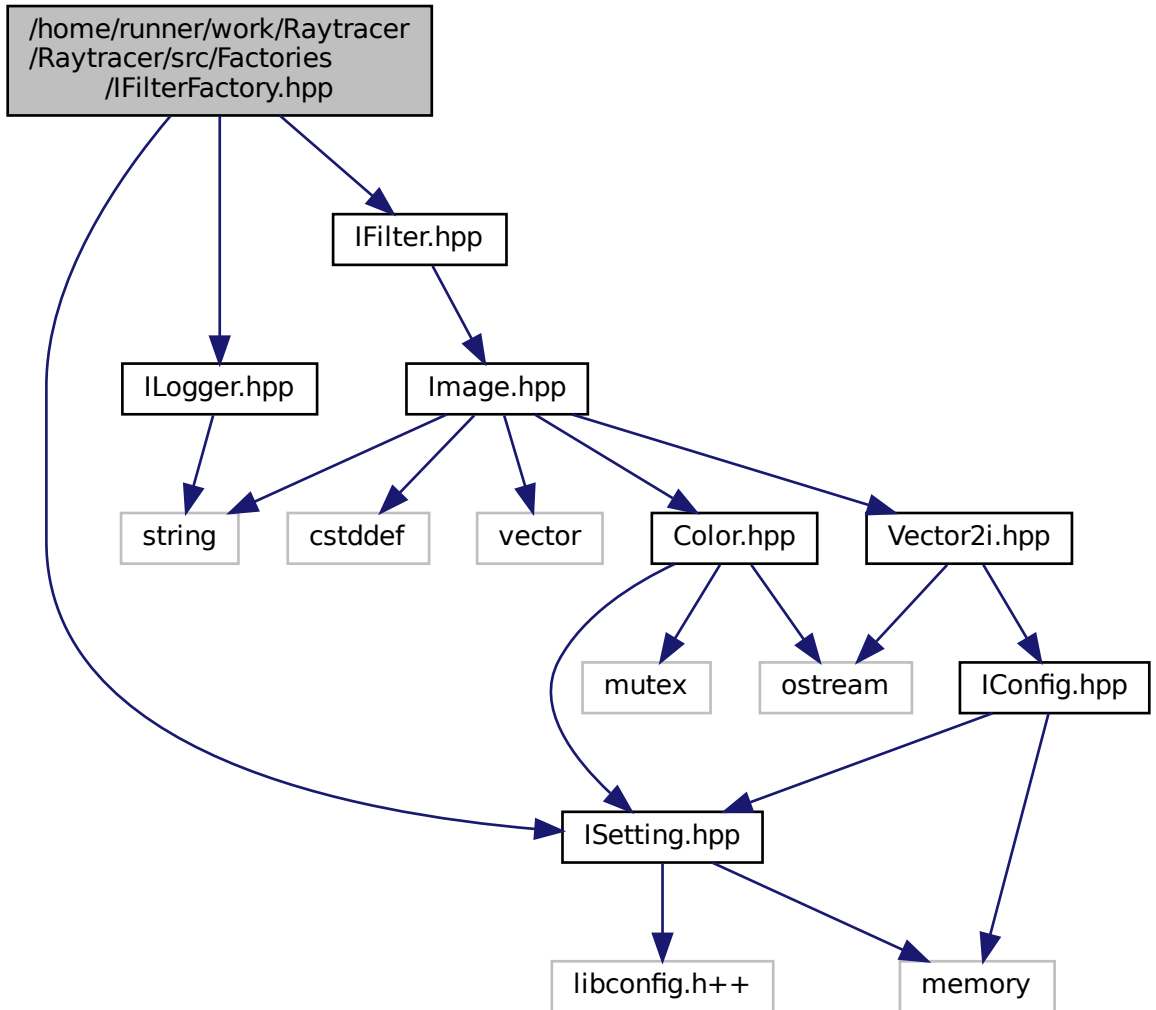 /home/runner/work/Raytracer
/Raytracer/src/Factories
/IFilterFactory.hpp
IFilter.hpp
ILogger.hpp
Image.hpp
string
cstddef
vector
Color.hpp
Vector2i.hpp
mutex
ostream
IConfig.hpp
ISetting.hpp
libconfig.h++
memory